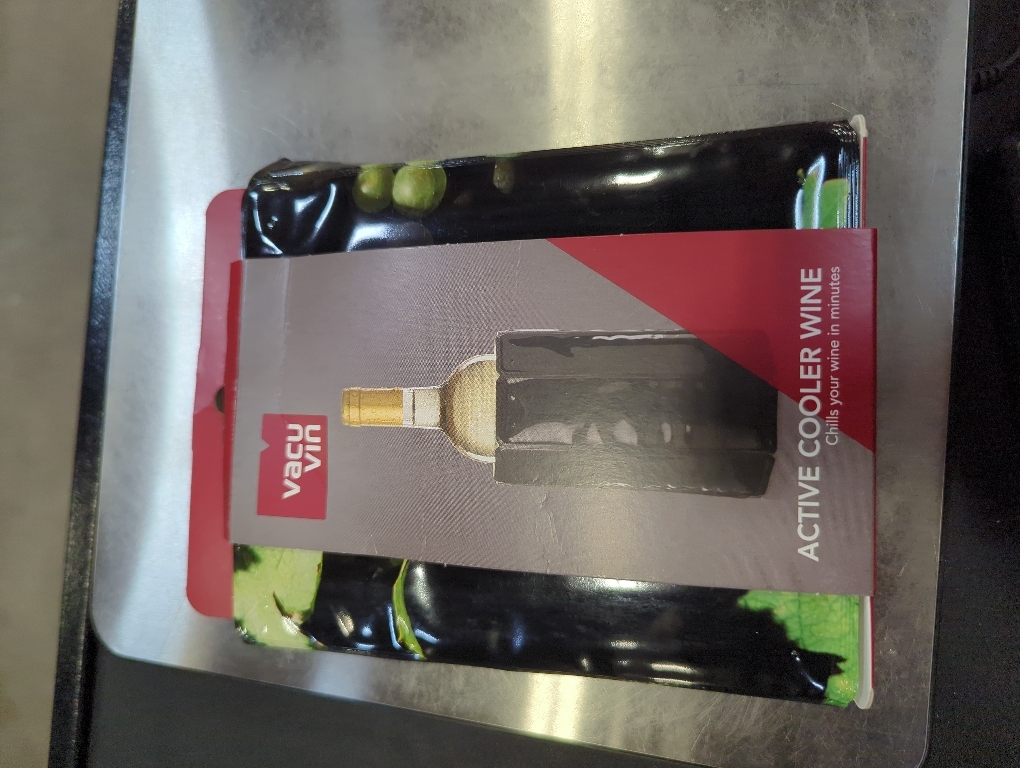 vacu
vin
ACTIVE COOLER WINE
Chills your wine in minutes